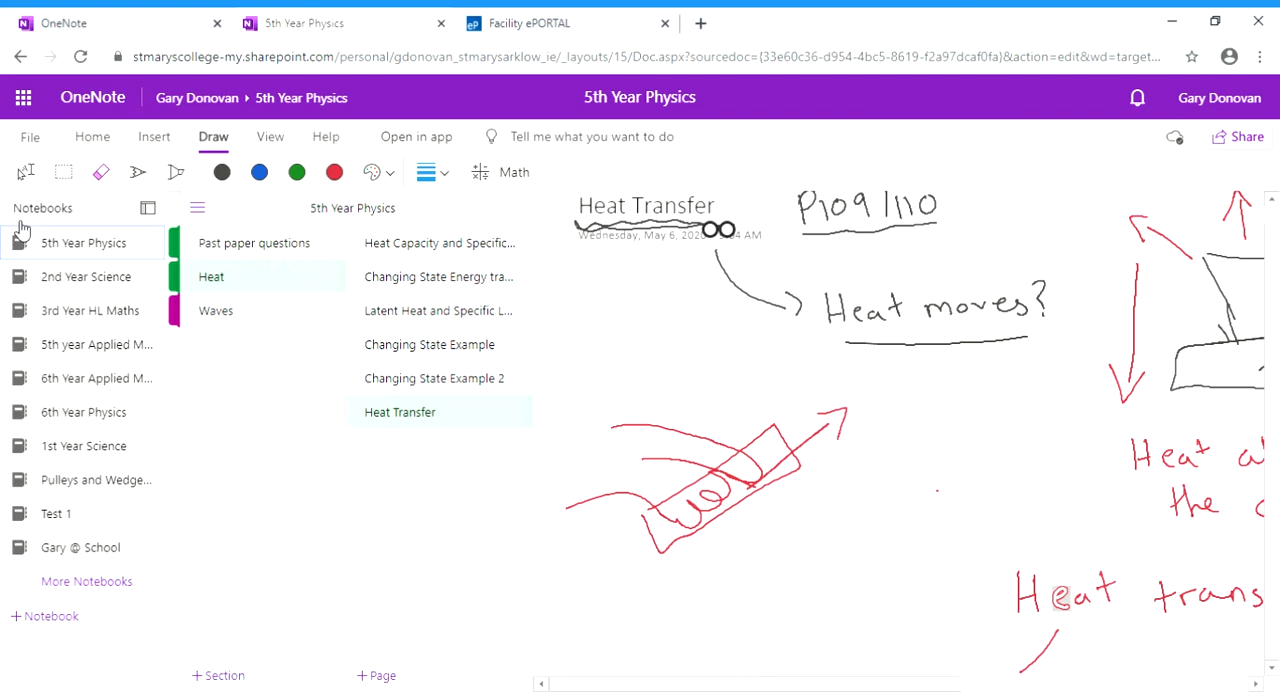 OneNote
5th Year Physics
Facility ePORTAL
stmaryscollege-my.sharepoint.com/personal/gdonovan_stmarysarklow_ie/_layouts/15/Doc.aspx?sourcedoc={33e60c36-d954-4bc5-8619-f2a97dcaf0fa}&action=edit&wd=target...
OneNote
Gary Donovan › 5th Year Physics
5th Year Physics
Gary Donovan
File Home Insert Draw View Help Open in app Tell me what you want to do Share
Math
Notebooks
5th Year Physics
2nd Year Science
3rd Year HL Maths
5th year Applied M...
6th Year Applied M...
6th Year Physics
1st Year Science
Pulleys and Wedge...
Test 1
Gary @ School
More Notebooks
+ Notebook
5th Year Physics
Past paper questions
Heat
Waves
+ Section
Heat Capacity and Specific...
Changing State Energy tra...
Latent Heat and Specific L...
Changing State Example
Changing State Example 2
Heat Transfer
+ Page
Heat Transfer
Wednesday, May 6, AM
P109/110
Heat moves?
Heat
the
Heat trans